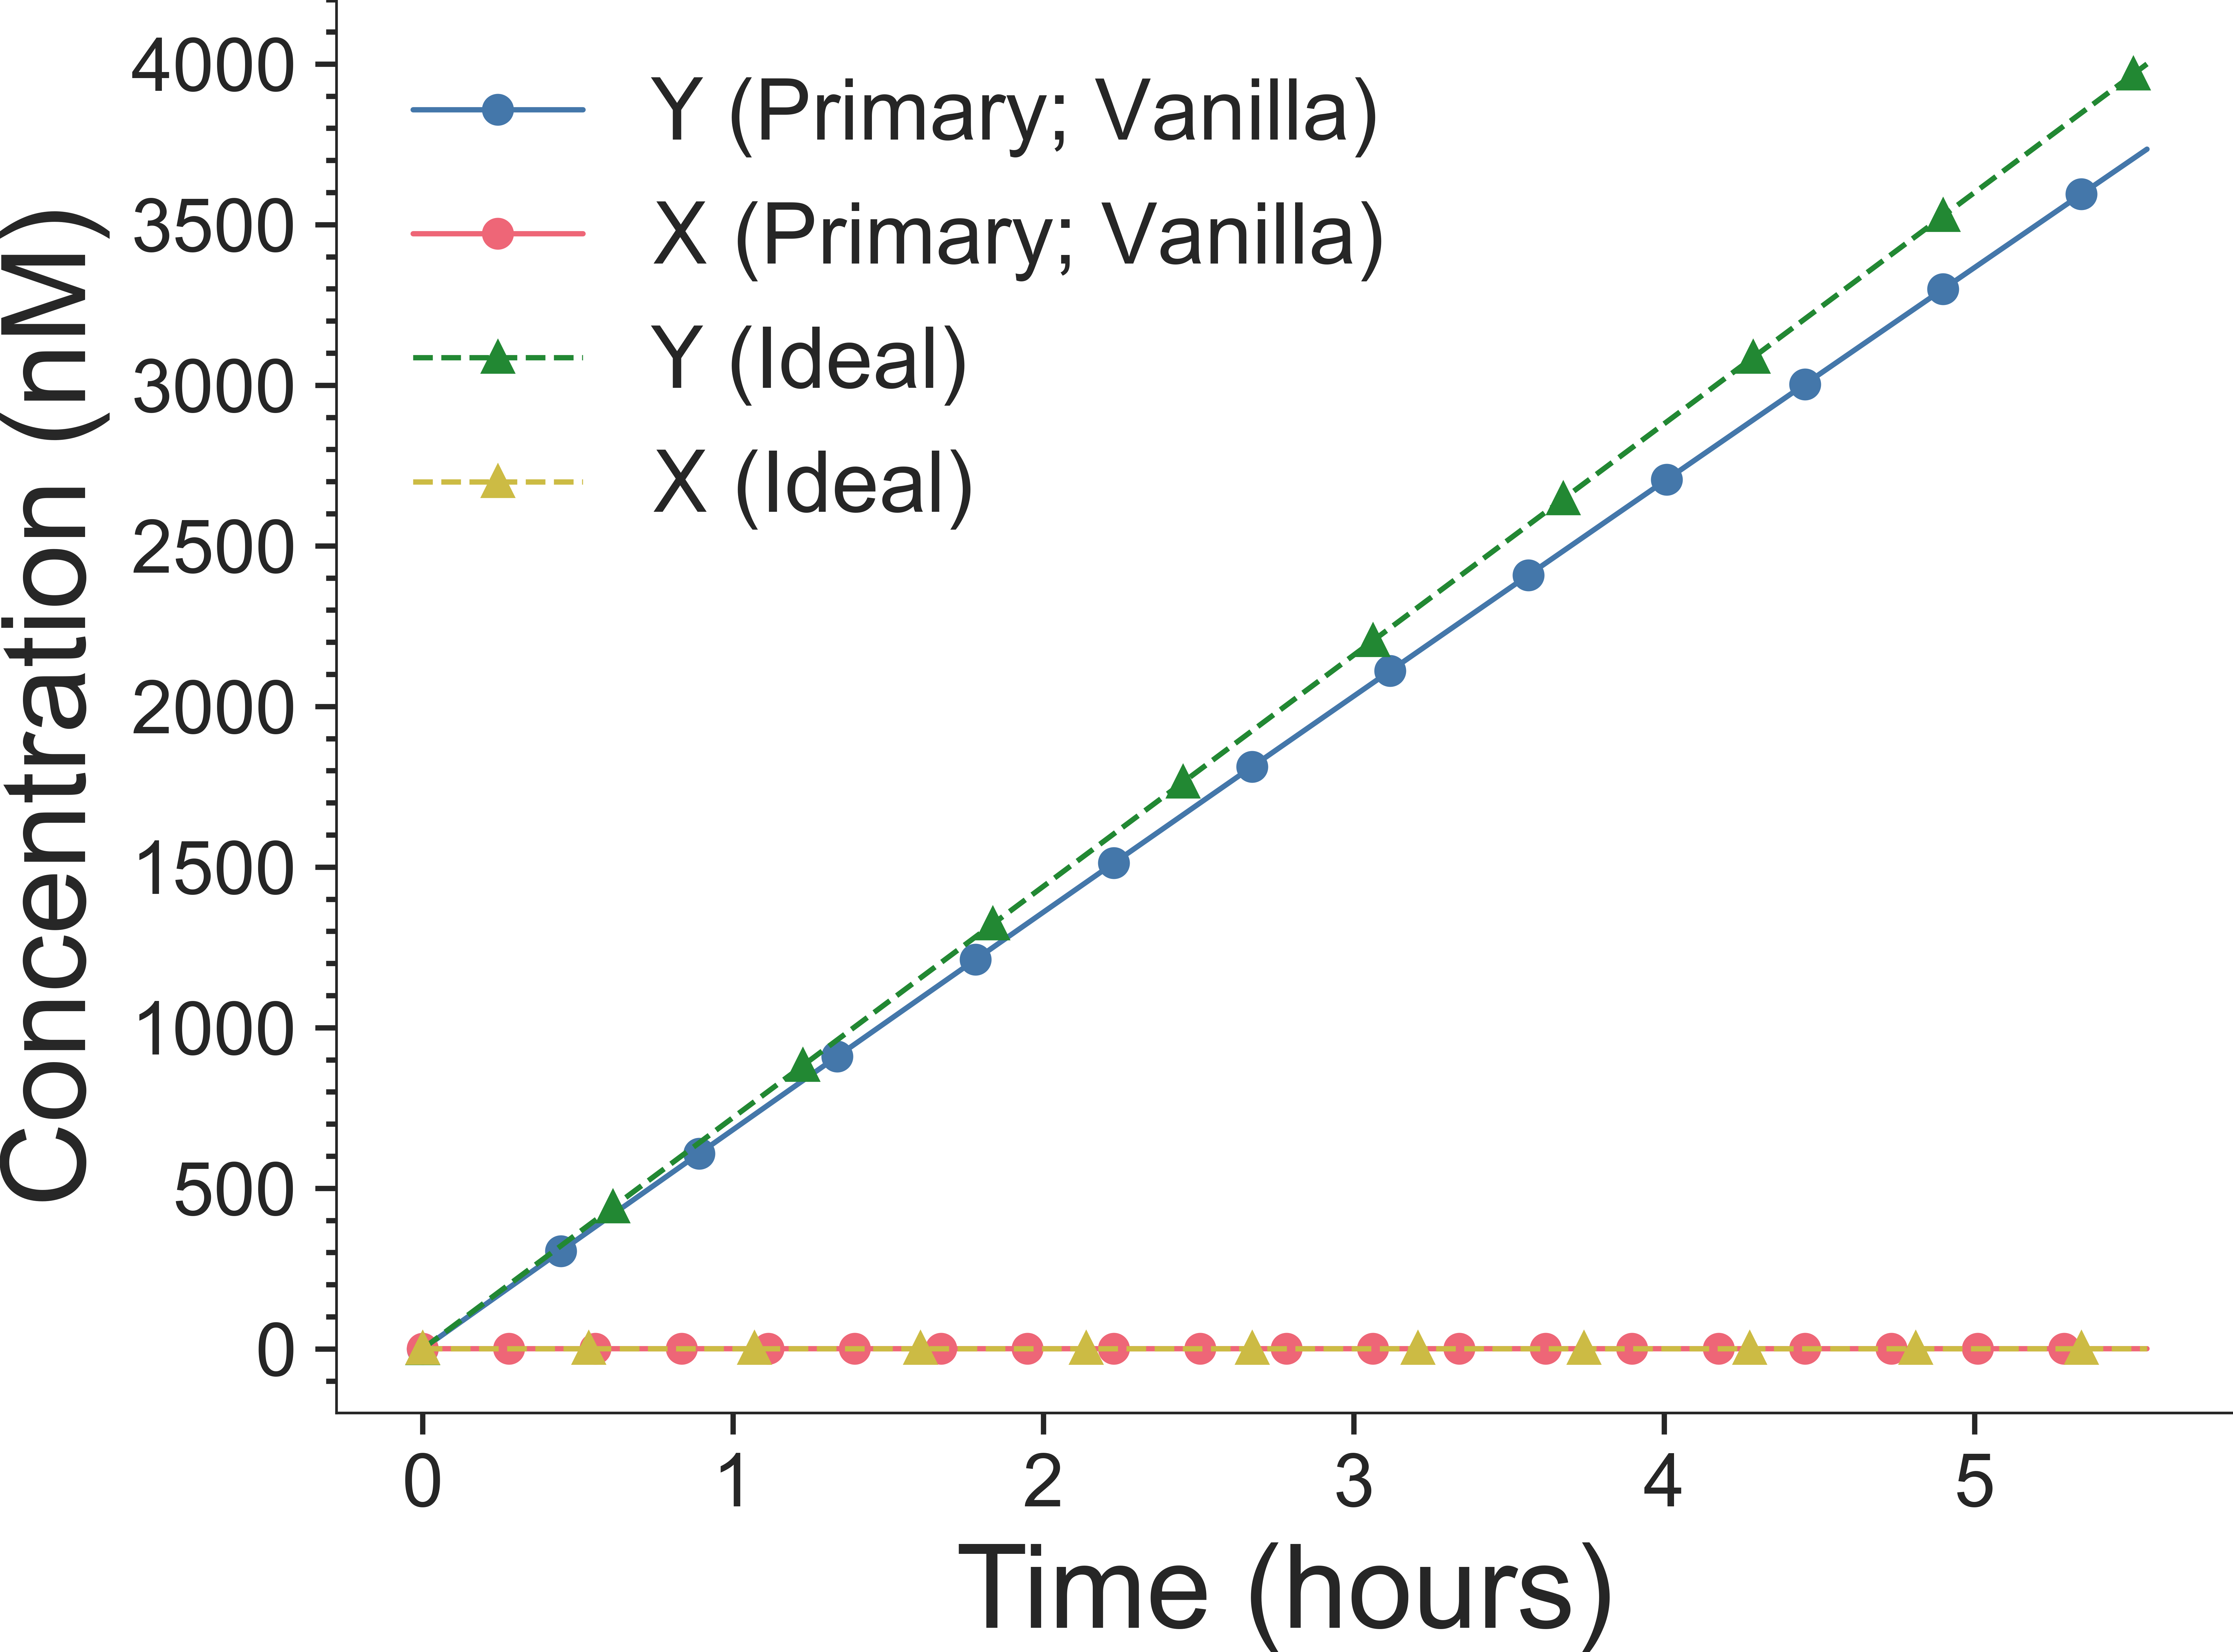 Concentration (nM)
4000
3500
3000
2500
2000
1500
1000
500
0
Y (Primary; Vanilla)
X (Primary; Vanilla)
Y (Ideal)
X (Ideal)
0 1 2 3 4 5
Time (hours)